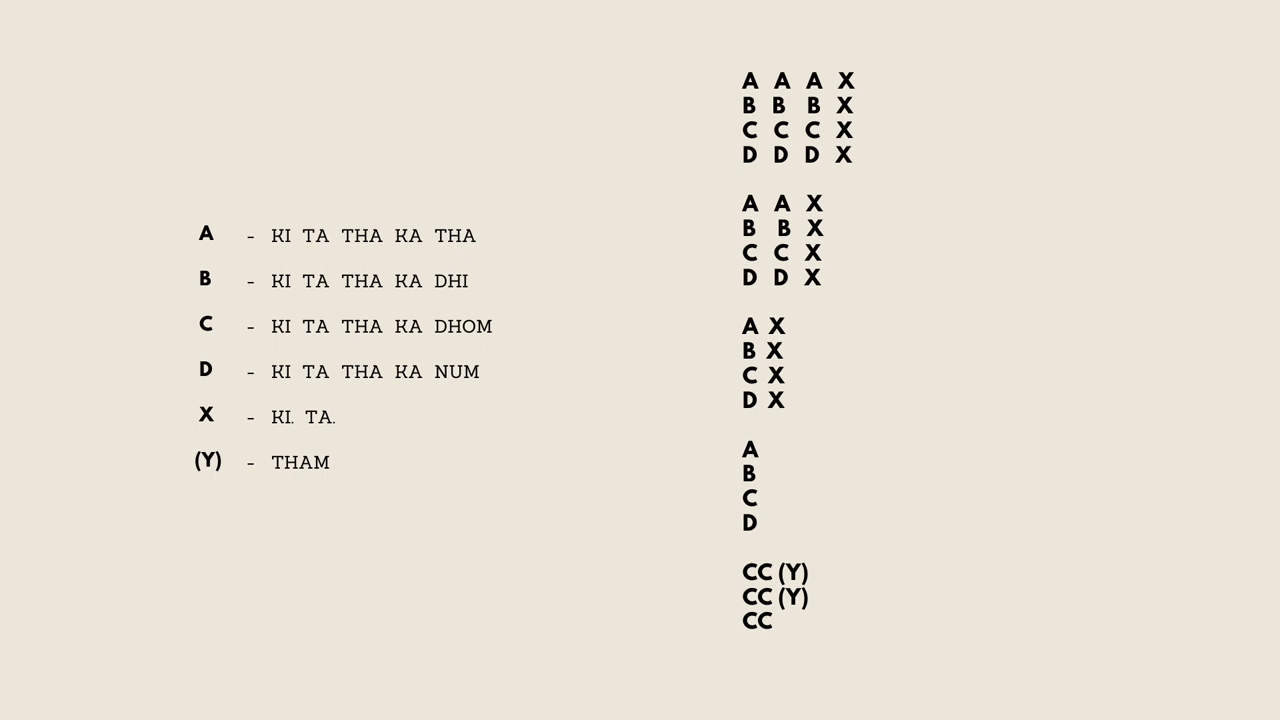 A - KI TA THA KA THA
B - KI TA THA KA DHI
C - KI TA THA KA DHOM
D - KI TA THA KA NUM
X - KI. TA.
(Y) - THAM
A A A X
B B B X
C C C X
D D D X
A A X
B B X
C C X
D D X
A X
B X
C X
D X
A
B
C
D
CC (Y)
CC (Y)
CC